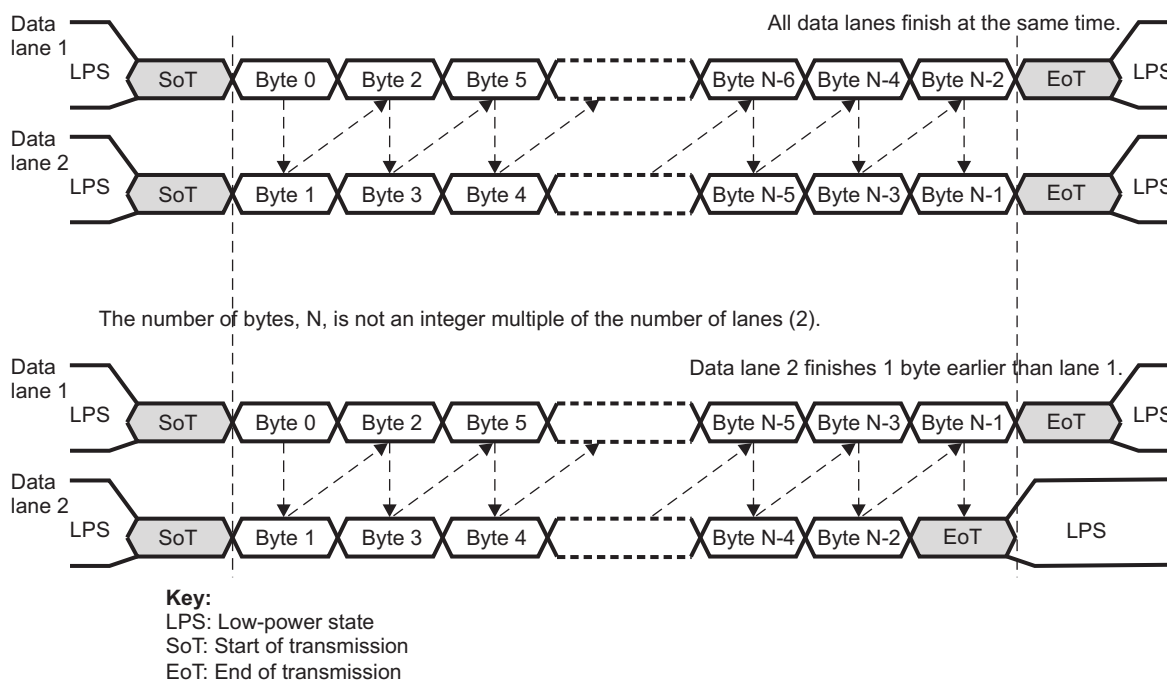 Data
lane 1
LPS
All data lanes finish at the same time.
SoT
Byte 0
Byte 2
Byte 5
Byte N-6
Byte N-4
Byte N-2
EoT
LPS
Data
lane 2
LPS
SoT
Byte 1
Byte 3
Byte 4
Byte N-5
Byte N-3
Byte N-1
EoT
LPS
The number of bytes, N, is not an integer multiple of the number of lanes (2).
Data
lane 1
LPS
Data lane 2 finishes 1 byte earlier than lane 1.
SoT
Byte 0
Byte 2
Byte 5
Byte N-5
Byte N-3
Byte N-1
EoT
LPS
Data
lane 2
LPS
SoT
Byte 1
Byte 3
Byte 4
Byte N-4
Byte N-2
EoT
LPS
Key:
LPS: Low-power state
SoT: Start of transmission
EoT: End of transmission